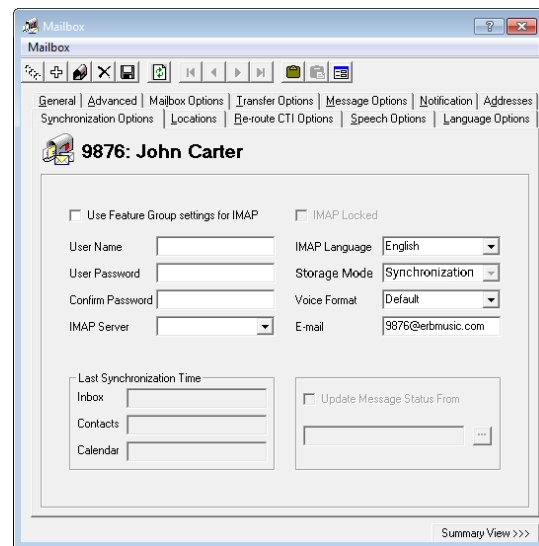 Mailbox
Mailbox
General Advanced Mailbox Options Transfer Options Message Options Notification Addresses
Synchronization Options Locations Re-route CTI Options Speech Options Language Options
9876: John Carter
Use Feature Group settings for IMAP IMAP Locked
User Name IMAP Language English
User Password Storage Mode Synchronization
Confirm Password Voice Format Default
IMAP Server E-mail 9876@erbmusic.com
Last Synchronization Time
Inbox Update Message Status From
Contacts ...
Calendar
Summary View >>>